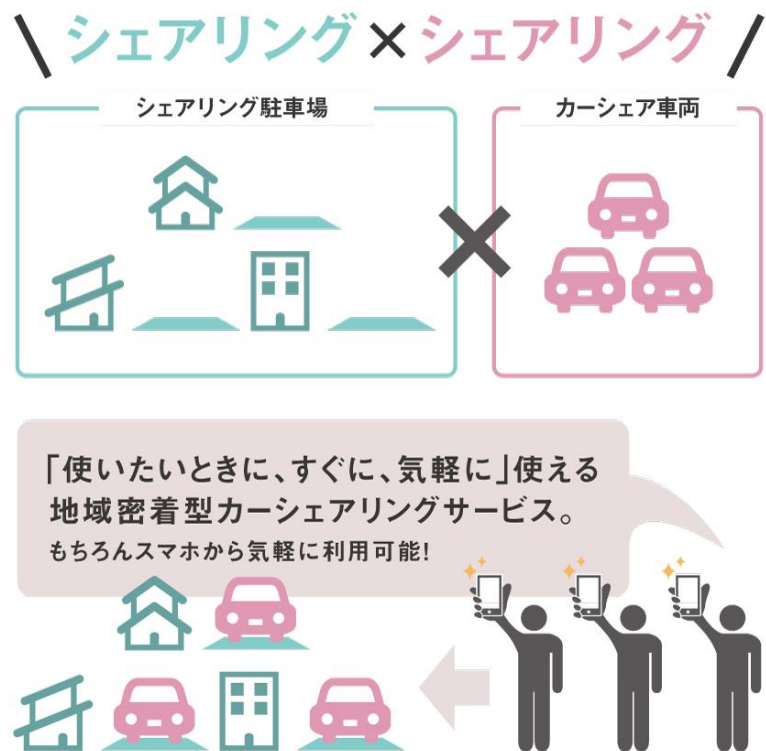 \ シェアリング×シェアリング /
シェアリング駐車場
カーシェア車両
×
「使いたいときに、すぐに、気軽に」使える
地域密着型カーシェアリングサービス。
もちろんスマホから気軽に利用可能!